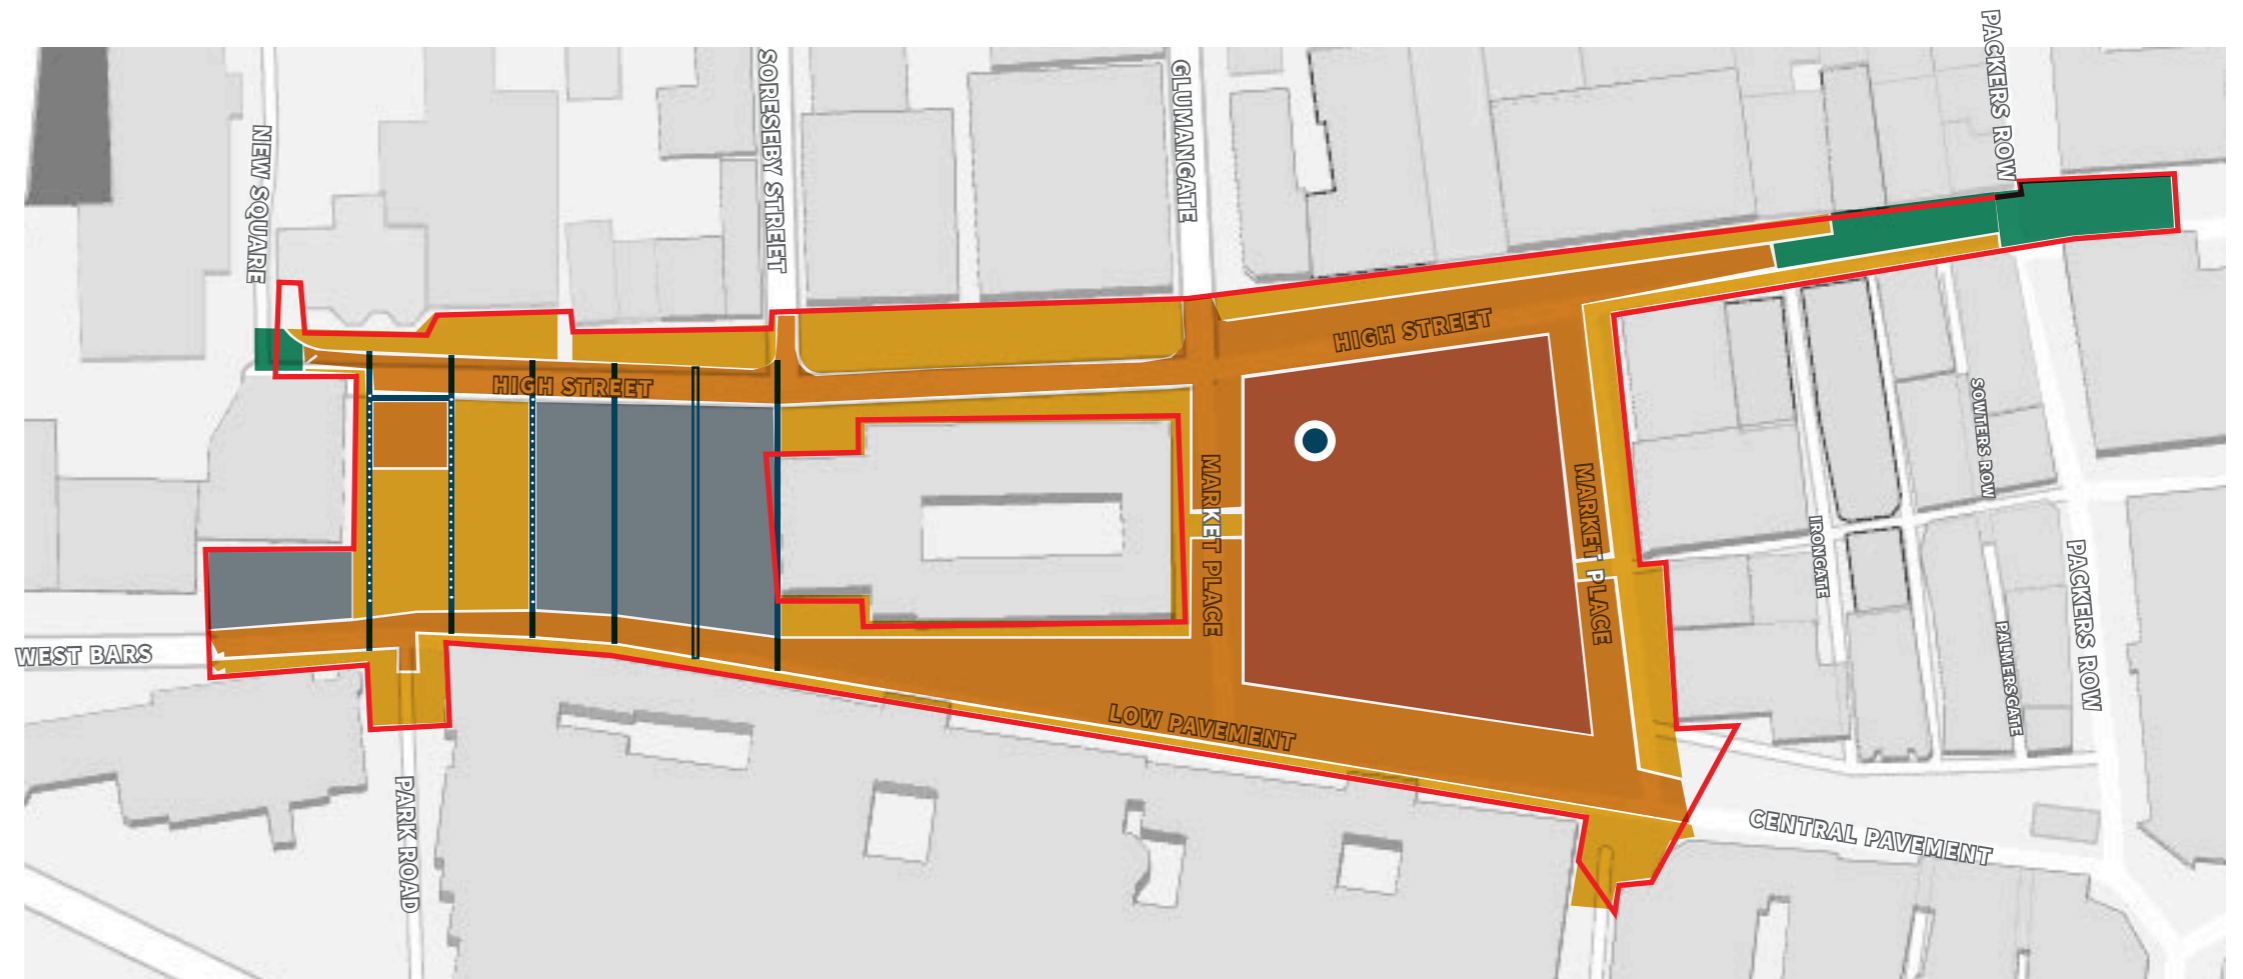 PACKERS ROW
SORESEBY STREET
GLUMANGATE
NEW SQUARE
HIGH STREET
HIGH STREET
SOWTERS ROW
MARKET PLACE
MARKET PLACE
IRONGATE
PACKERS ROW
PALMERSGATE
WEST BARS
LOW PAVEMENT
PARK ROAD
CENTRAL PAVEMENT